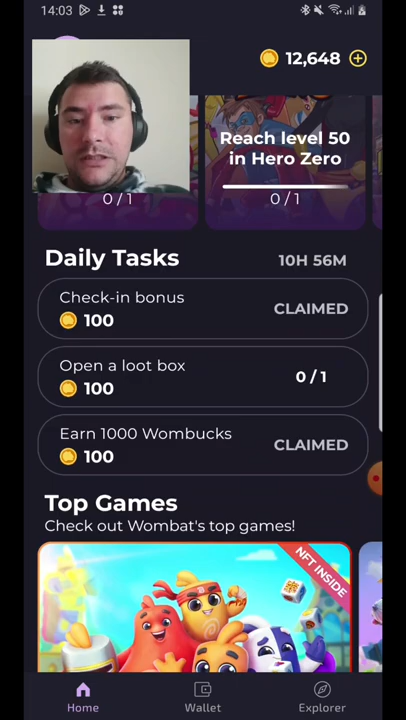 14:03
12,648
0 / 1
Reach level 50
in Hero Zero
0 / 1
Daily Tasks
10H 56M
Check-in bonus
100
CLAIMED
Open a loot box
100
0 / 1
Earn 1000 Wombucks
100
CLAIMED
Top Games
Check out Wombat's top games!
NFT INSIDE
Home
Wallet
Explorer